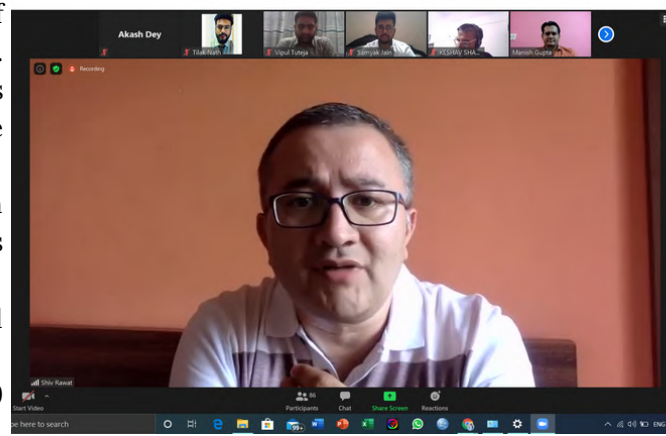 Akash Dey
Tilak Nath
Vipul Tuteja
Samyak Jain
KESHAV SHA...
Manish Gupta
Recording
Shiv Rawat
Start Video
86
Participants
Chat
Share Screen
Reactions
pe here to search
ENG